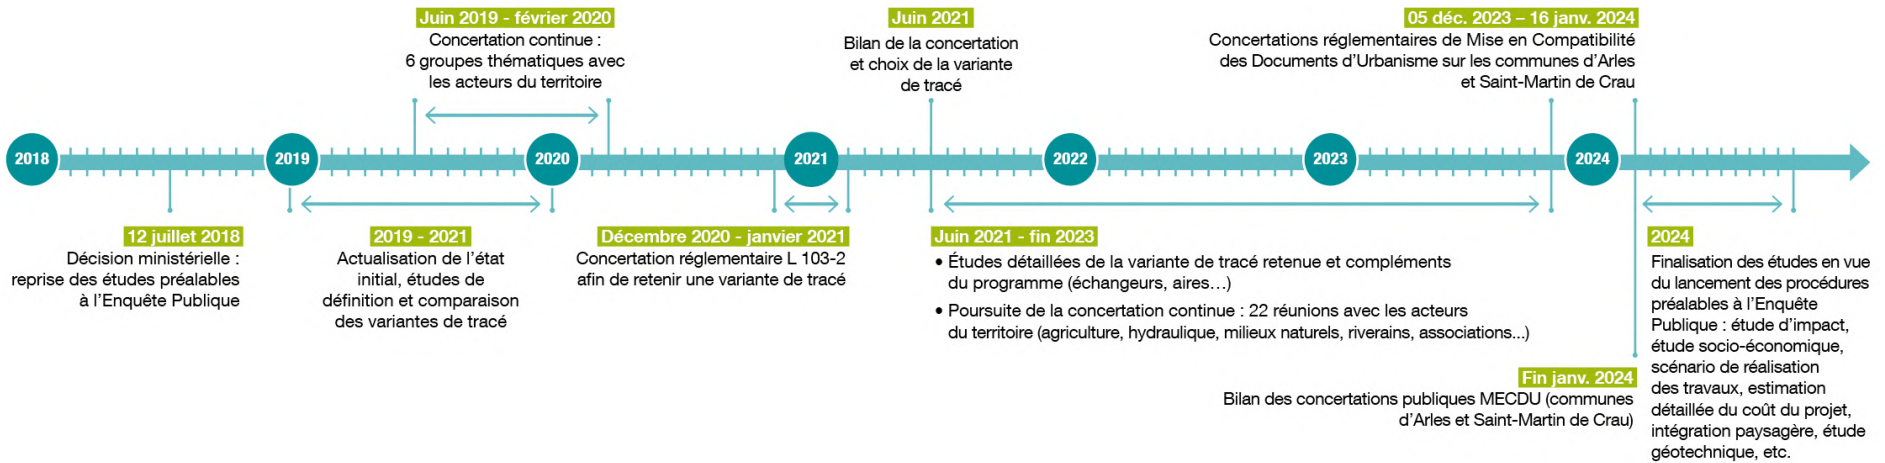 Juin 2019 - février 2020
Concertation continue :
6 groupes thématiques avec
les acteurs du territoire
Juin 2021
Bilan de la concertation
et choix de la variante
de tracé
05 déc. 2023 – 16 janv. 2024
Concertations réglementaires de Mise en Compatibilité
des Documents d’Urbanisme sur les communes d’Arles
et Saint-Martin de Crau
2018
2019
2020
2021
2022
2023
2024
12 juillet 2018
Décision ministérielle :
reprise des études préalables
à l’Enquête Publique
2019 - 2021
Actualisation de l’état
initial, études de
définition et comparaison
des variantes de tracé
Décembre 2020 - janvier 2021
Concertation réglementaire L 103-2
afin de retenir une variante de tracé
Juin 2021 - fin 2023
• Études détaillées de la variante de tracé retenue et compléments
du programme (échangeurs, aires…)
• Poursuite de la concertation continue : 22 réunions avec les acteurs
du territoire (agriculture, hydraulique, milieux naturels, riverains, associations...)
Fin janv. 2024
Bilan des concertations publiques MECDU (communes
d’Arles et Saint-Martin de Crau)
2024
Finalisation des études en vue
du lancement des procédures
préalables à l’Enquête
Publique : étude d’impact,
étude socio-économique,
scénario de réalisation
des travaux, estimation
détaillée du coût du projet,
intégration paysagère, étude
géotechnique, etc.